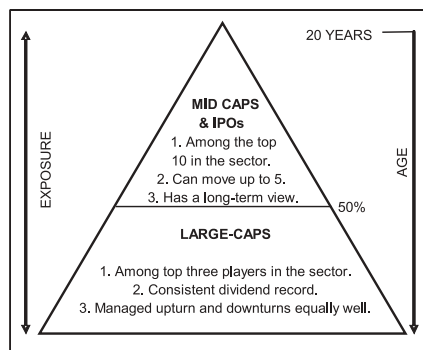 20 YEARS
MID CAPS
& IPOs
1. Among the top
10 in the sector.
2. Can move up to 5.
3. Has a long-term view.
EXPOSURE
AGE
50%
LARGE-CAPS
1. Among top three players in the sector.
2. Consistent dividend record.
3. Managed upturn and downturns equally well.